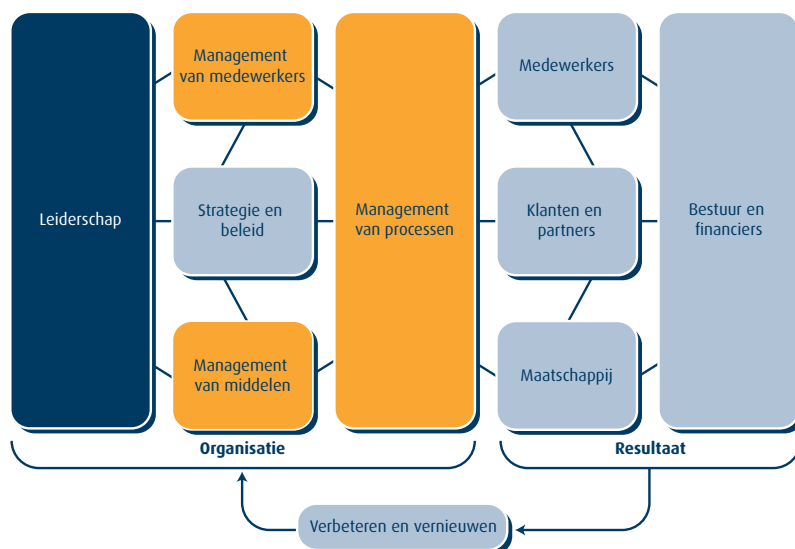 Management
van medewerkers
Medewerkers
Leiderschap
Strategie en
beleid
Management
van processen
Klanten en
partners
Bestuur en
financiers
Management
van middelen
Maatschappij
Organisatie
Resultaat
Verbeteren en vernieuwen